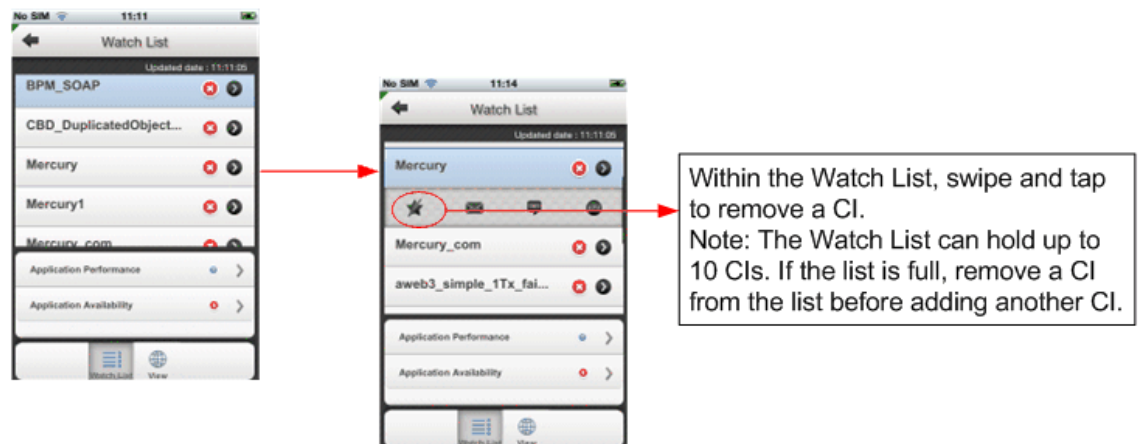 No SIM 11:11
Watch List
Updated date : 11:11:05
BPM_SOAP
CBD_DuplicatedObject...
Mercury
Mercury1
Mercury_com
Application Performance
Application Availability
Watch List View
No SIM 11:14
Watch List
Updated date : 11:11:05
Mercury
Mercury_com
aweb3_simple_1Tx_fai...
Application Performance
Application Availability
Watch List View
Within the Watch List, swipe and tap
to remove a CI.
Note: The Watch List can hold up to
10 CIs. If the list is full, remove a CI
from the list before adding another CI.